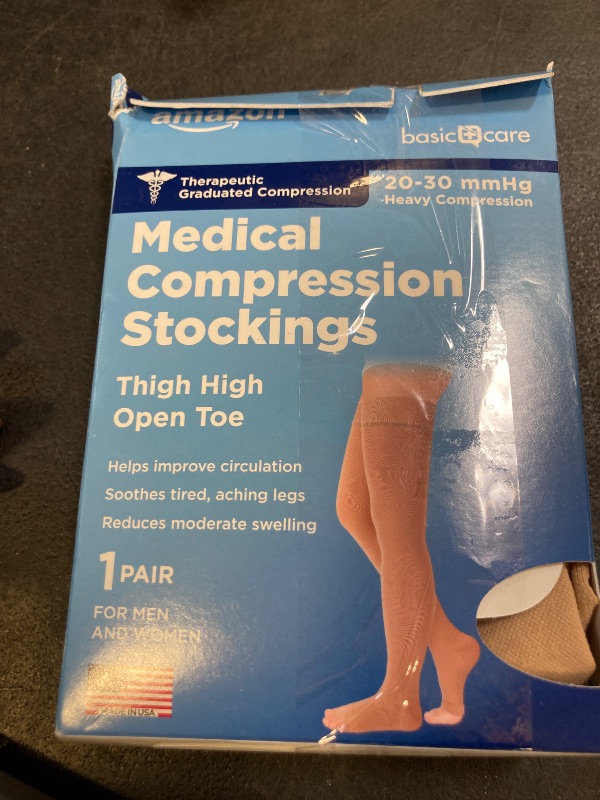 amazon
basic care
Therapeutic
Graduated Compression
20-30 mmHg
Heavy Compression
Medical
Compression
Stockings
Thigh High
Open Toe
Helps improve circulation
Soothes tired, aching legs
Reduces moderate swelling
1 PAIR
FOR MEN
AND WOMEN
MADE IN USA